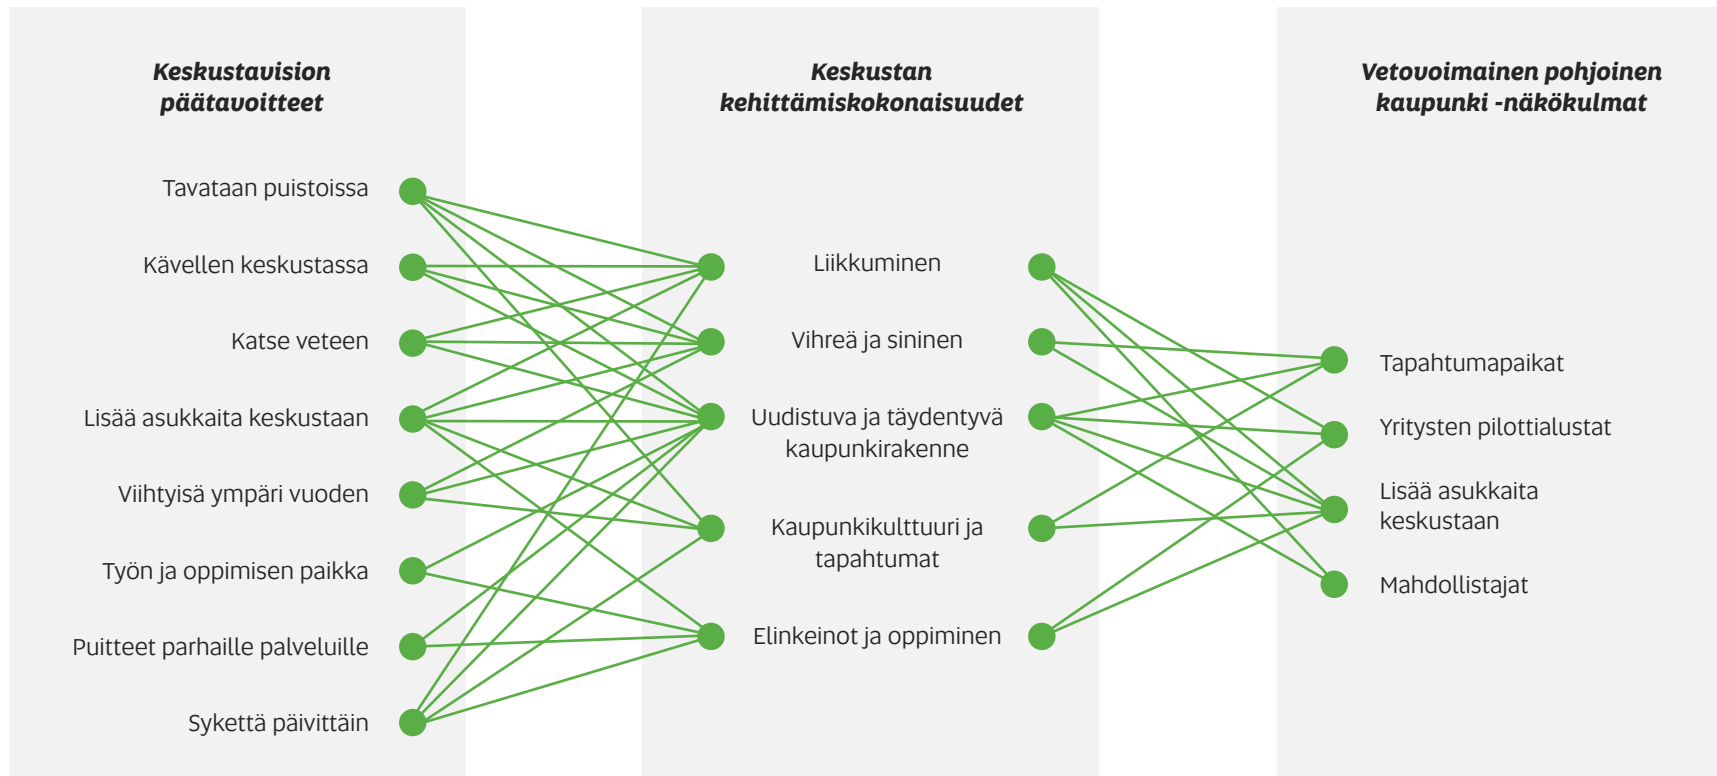 Keskustavision
päätavoitteet
Tavataan puistoissa
Kävellen keskustassa
Katse veteen
Lisää asukkaita keskustaan
Viihtyisä ympäri vuoden
Työn ja oppimisen paikka
Puitteet parhaille palveluille
Sykettä päivittäin
Keskustan
kehittämiskokonaisuudet
Liikkuminen
Vihreä ja sininen
Uudistuva ja täydentyvä
kaupunkirakenne
Kaupunkikulttuuri ja
tapahtumat
Elinkeinot ja oppiminen
Vetovoimainen pohjoinen
kaupunki -näkökulmat
Tapahtumapaikat
Yritysten pilottialustat
Lisää asukkaita
keskustaan
Mahdollistajat